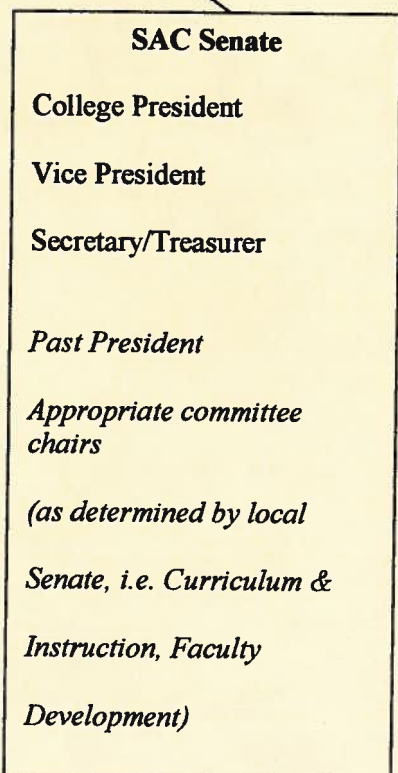 SAC Senate
College President
Vice President
Secretary/Treasurer
Past President
Appropriate committee
chairs
(as determined by local
Senate, i.e. Curriculum &
Instruction, Faculty
Development)